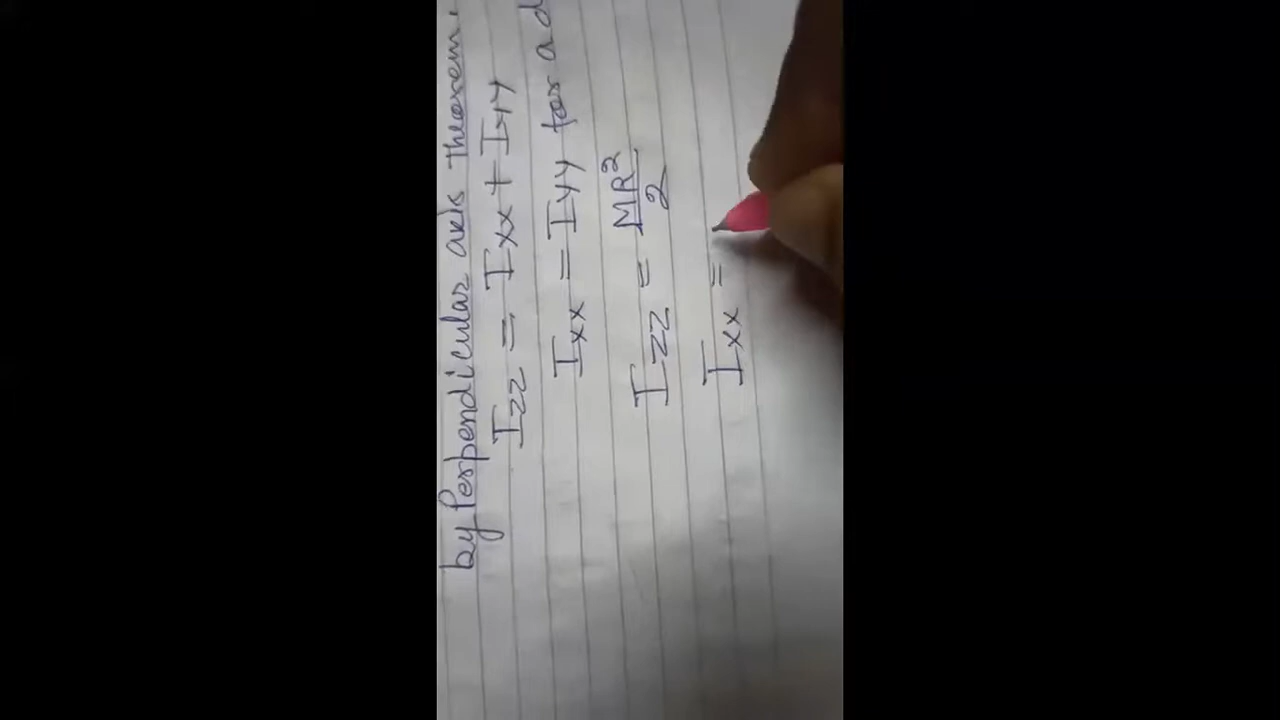 by Perpendicular axis theorem.
Izz = Ixx + Iyy
Ixx = Iyy for a d
Izz = MR²/2
Ixx =